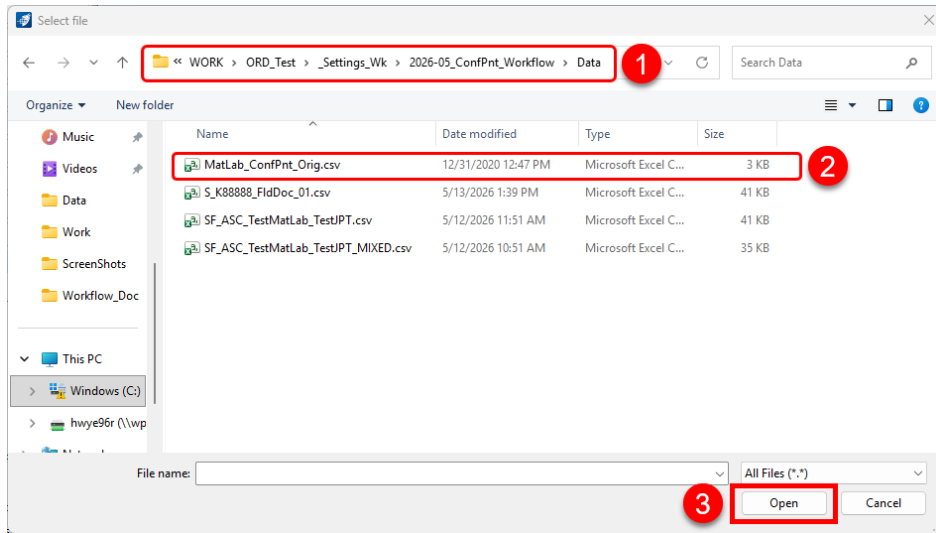 Select file
« WORK > ORD_Test > _Settings_Wk > 2026-05_ConfPnt_Workflow > Data 1 Search Data
Organize New folder
Name Date modified Type Size
Music
Videos
Data
Work
ScreenShots
Workflow_Doc
This PC
Windows (C:)
hwye96r (\\wp
MatLab_ConfPnt_Orig.csv 12/31/2020 12:47 PM Microsoft Excel C... 3 KB 2
S_K88888_FldDoc_01.csv 5/13/2026 1:39 PM Microsoft Excel C... 41 KB
SF_ASC_TestMatLab_TestJPT.csv 5/12/2026 11:51 AM Microsoft Excel C... 41 KB
SF_ASC_TestMatLab_TestJPT_MIXED.csv 5/12/2026 10:51 AM Microsoft Excel C... 35 KB
File name: All Files (*.*)
3 Open Cancel